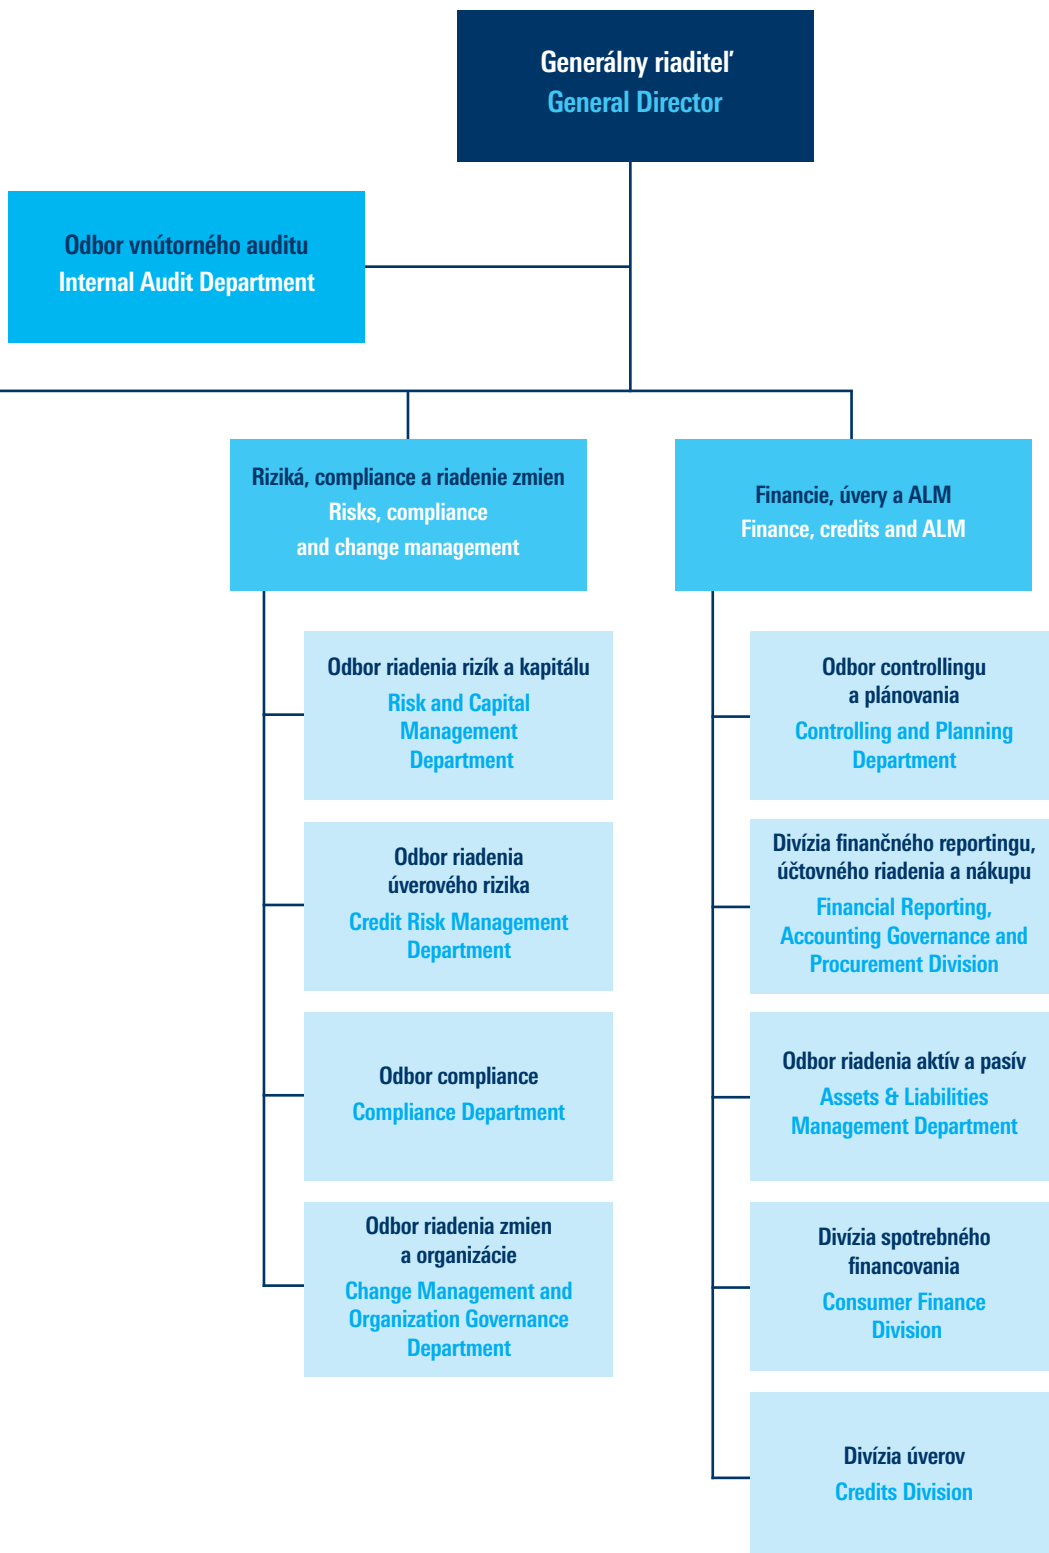 Generálny riaditeľ
General Director
Odbor vnútorného auditu
Internal Audit Department
Riziká, compliance a riadenie zmien
Risks, compliance
and change management
Financie, úvery a ALM
Finance, credits and ALM
Odbor riadenia rizík a kapitálu
Risk and Capital
Management
Department
Odbor riadenia
úverového rizika
Credit Risk Management
Department
Odbor compliance
Compliance Department
Odbor riadenia zmien
a organizácie
Change Management and
Organization Governance
Department
Odbor controllingu
a plánovania
Controlling and Planning
Department
Divízia finančného reportingu,
účtovného riadenia a nákupu
Financial Reporting,
Accounting Governance and
Procurement Division
Odbor riadenia aktív a pasív
Assets & Liabilities
Management Department
Divízia spotrebného
financovania
Consumer Finance
Division
Divízia úverov
Credits Division